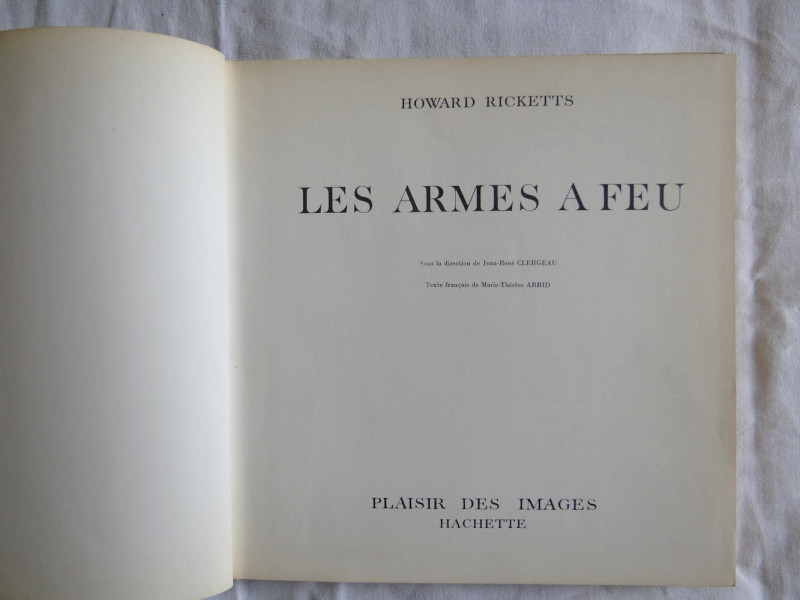 HOWARD RICKETTS
LES ARMES A FEU
Sous la direction de Jean-René CLERGEAU
Texte français de Marie-Thérèse ARBID
PLAISIR DES IMAGES
HACHETTE